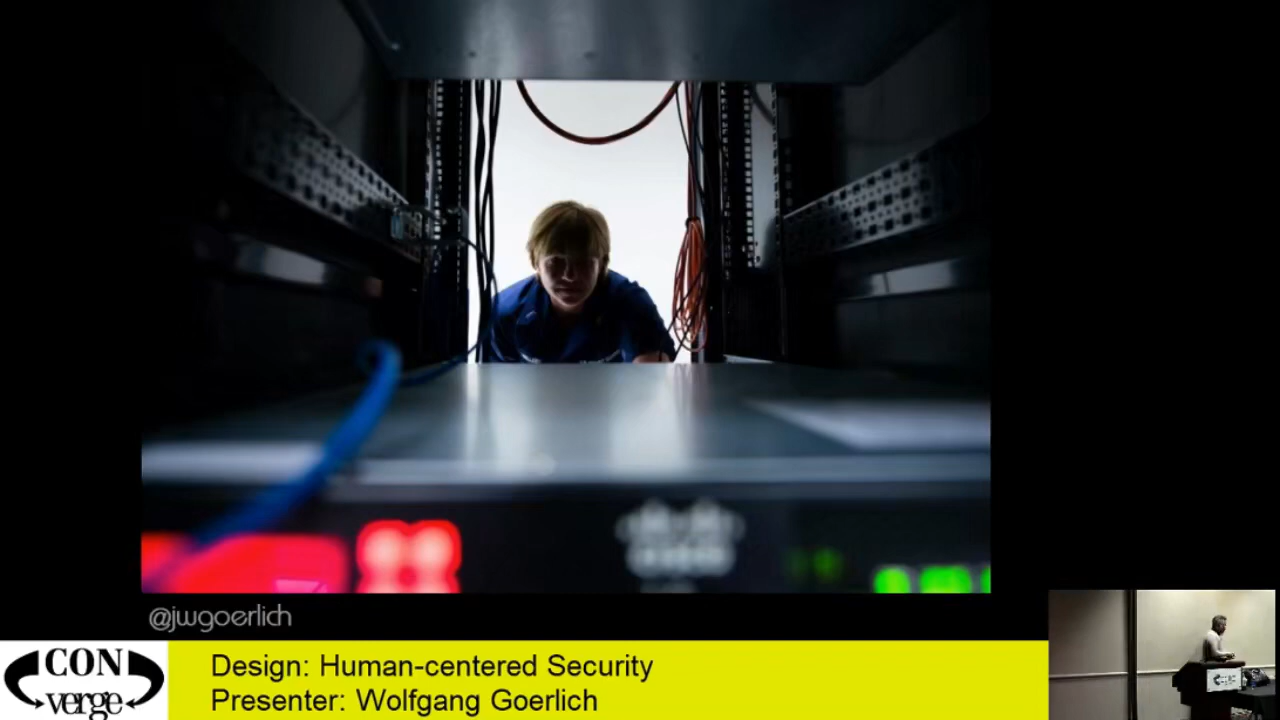 @jwgoerlich
CON
verge
Design: Human-centered Security
Presenter: Wolfgang Goerlich